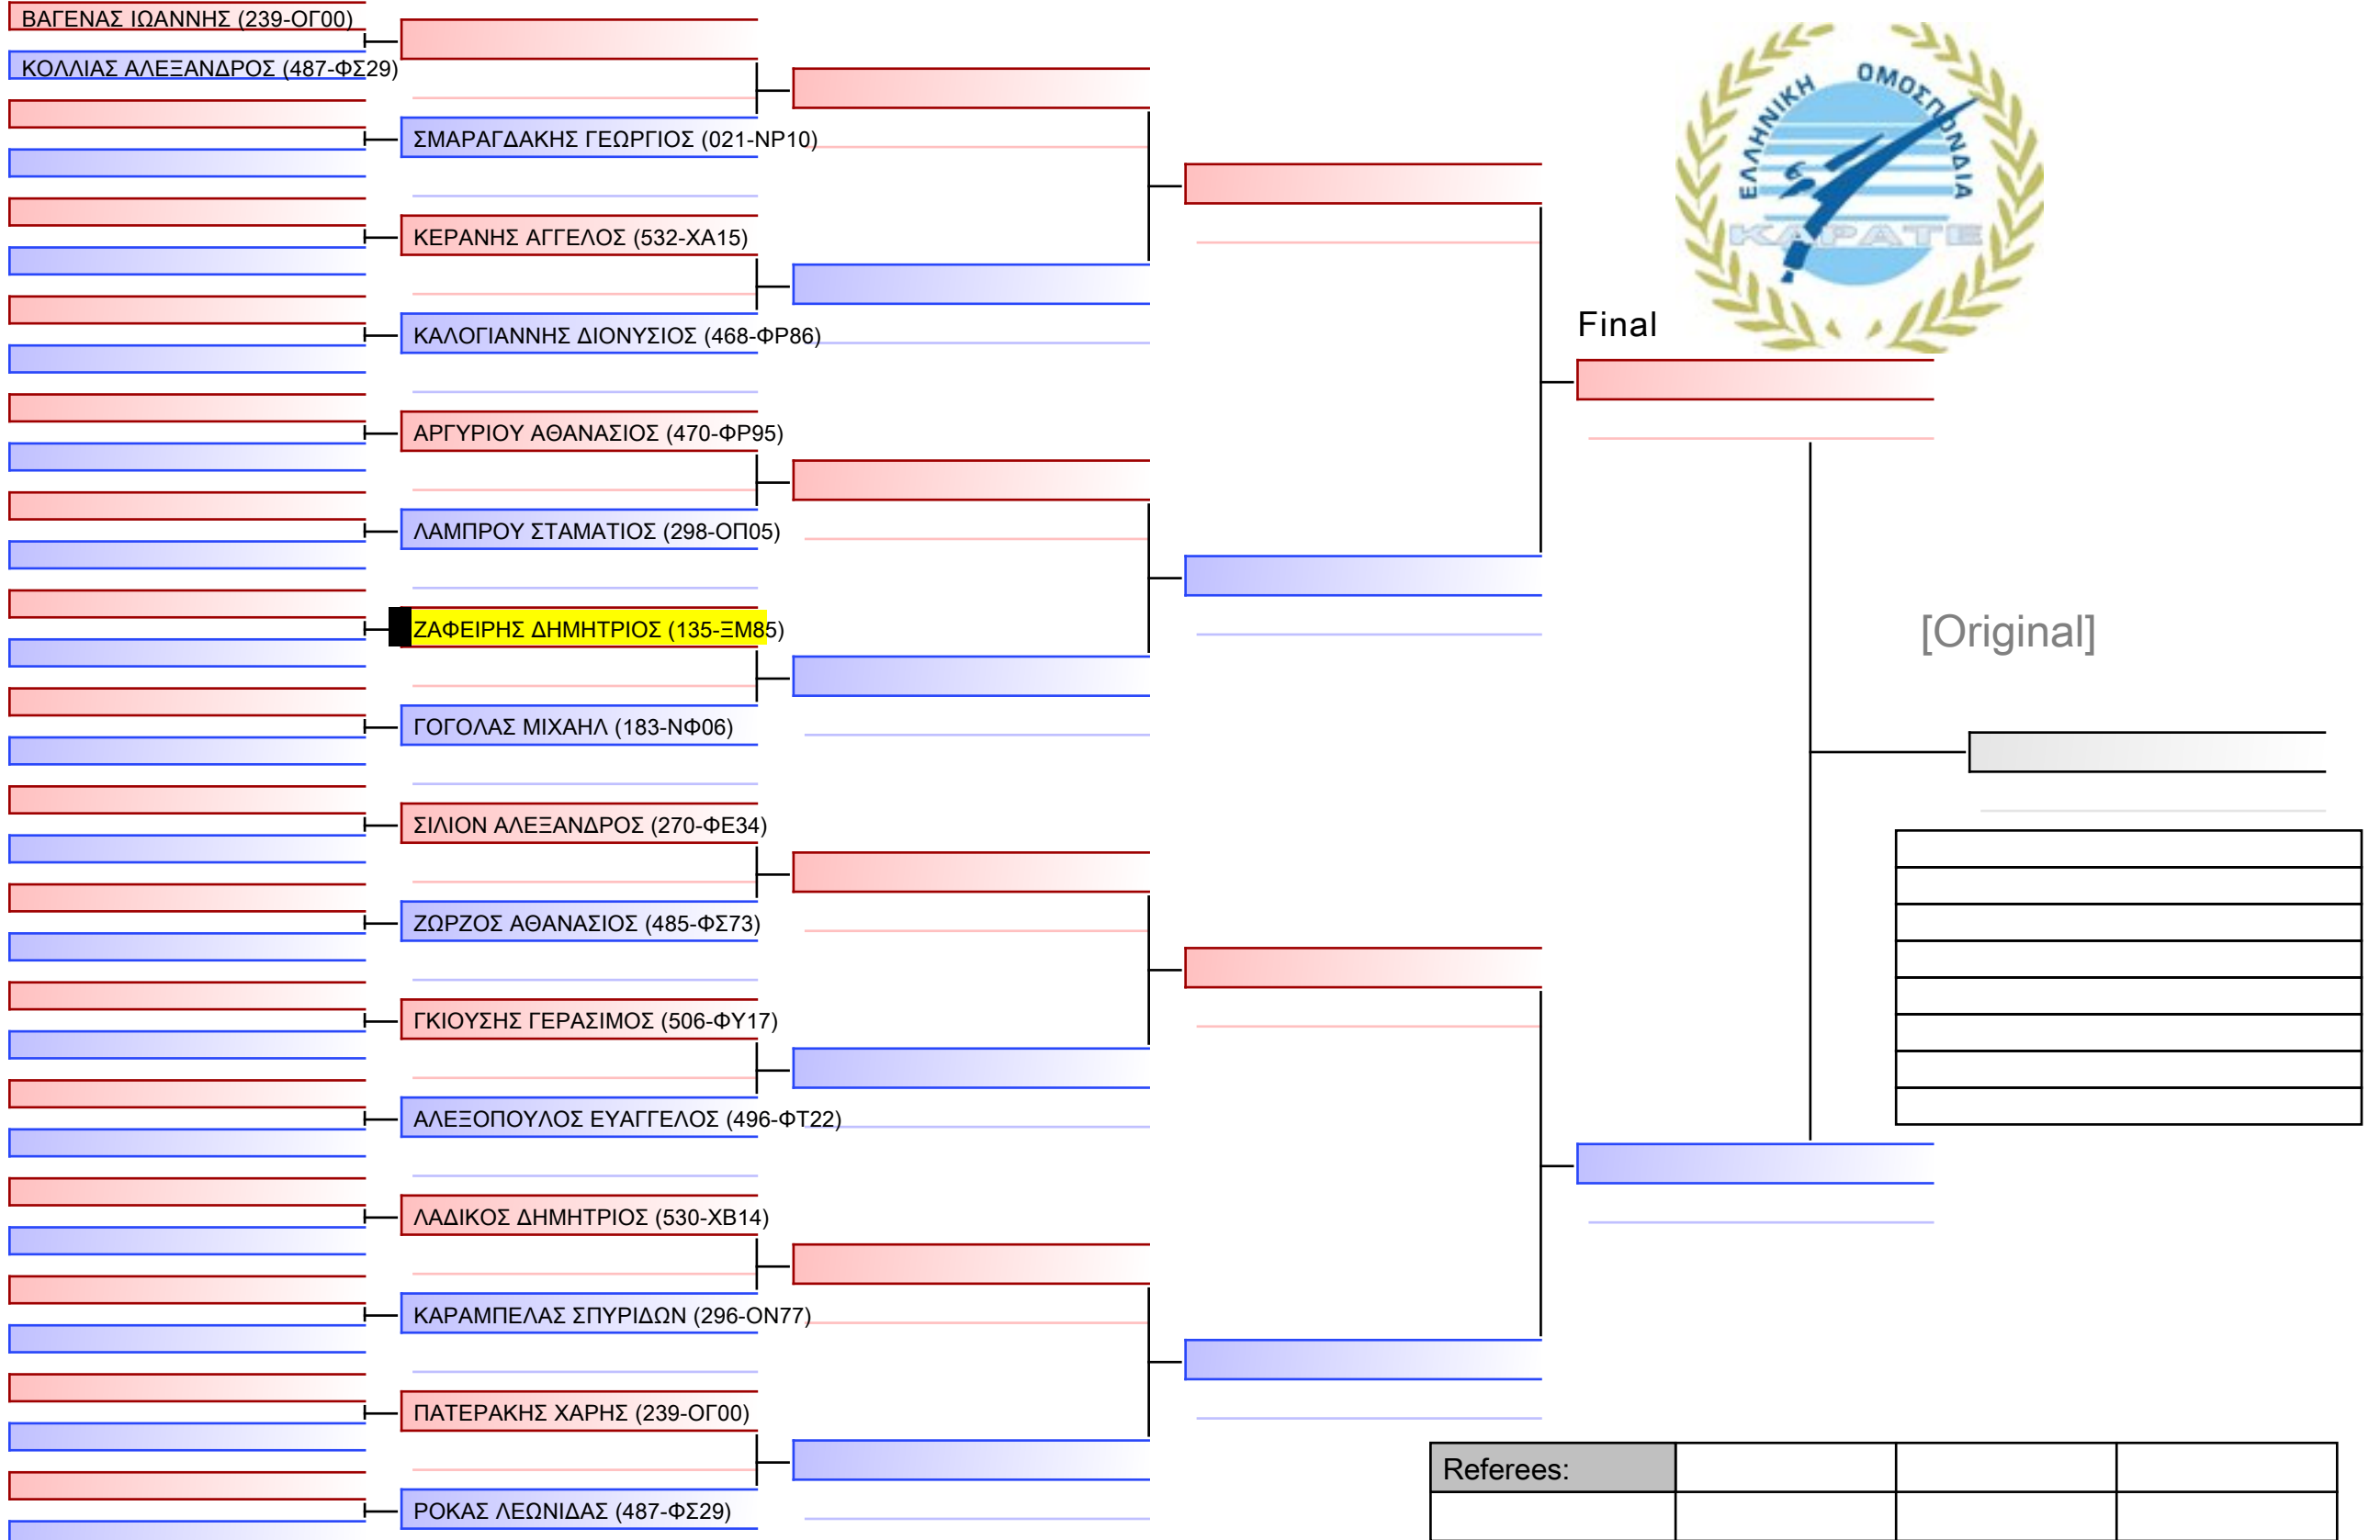 ΒΑΓΕΝΑΣ ΙΩΑΝΝΗΣ (239-ΟΓ00)
ΚΟΛΛΙΑΣ ΑΛΕΞΑΝΔΡΟΣ (487-ΦΣ29)
ΣΜΑΡΑΓΔΑΚΗΣ ΓΕΩΡΓΙΟΣ (021-ΝΡ10)
ΚΕΡΑΝΗΣ ΑΓΓΕΛΟΣ (532-ΧΑ15)
ΚΑΛΟΓΙΑΝΝΗΣ ΔΙΟΝΥΣΙΟΣ (468-ΦΡ86)
ΑΡΓΥΡΙΟΥ ΑΘΑΝΑΣΙΟΣ (470-ΦΡ95)
ΛΑΜΠΡΟΥ ΣΤΑΜΑΤΙΟΣ (298-ΟΠ05)
ΖΑΦΕΙΡΗΣ ΔΗΜΗΤΡΙΟΣ (135-ΞΜ85)
ΓΟΓΟΛΑΣ ΜΙΧΑΗΛ (183-ΝΦ06)
ΣΙΛΙΟΝ ΑΛΕΞΑΝΔΡΟΣ (270-ΦΕ34)
ΖΩΡΖΟΣ ΑΘΑΝΑΣΙΟΣ (485-ΦΣ73)
ΓΚΙΟΥΣΗΣ ΓΕΡΑΣΙΜΟΣ (506-ΦΥ17)
ΑΛΕΞΟΠΟΥΛΟΣ ΕΥΑΓΓΕΛΟΣ (496-ΦΤ22)
ΛΑΔΙΚΟΣ ΔΗΜΗΤΡΙΟΣ (530-ΧΒ14)
ΚΑΡΑΜΠΕΛΑΣ ΣΠΥΡΙΔΩΝ (296-ΟΝ77)
ΠΑΤΕΡΑΚΗΣ ΧΑΡΗΣ (239-ΟΓ00)
ΡΟΚΑΣ ΛΕΩΝΙΔΑΣ (487-ΦΣ29)
ΕΛΛΗΝΙΚΗ ΟΜΟΣΠΟΝΔΙΑ
ΚΑΡΑΤΕ
Final
[Original]
Referees: